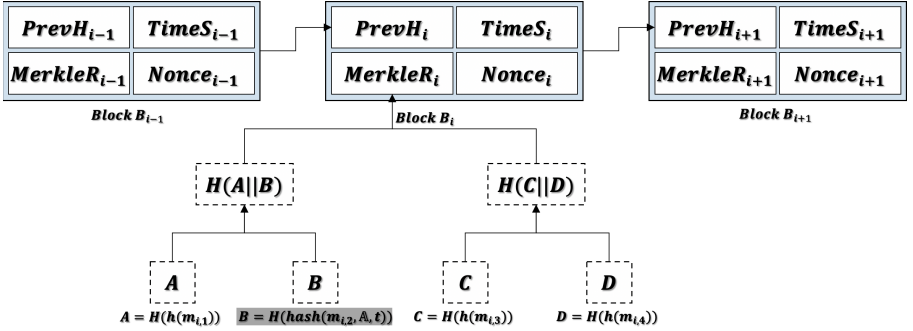 PrevH_{i-1} TimeS_{i-1} PrevH_i TimeS_i PrevH_{i+1} TimeS_{i+1}
MerkleR_{i-1} Nonce_{i-1} MerkleR_i Nonce_i MerkleR_{i+1} Nonce_{i+1}
Block B_{i-1} Block B_i Block B_{i+1}
H(A||B) H(C||D)
A B C D
A = H(h(m_{i,1})) B = H(hash(m_{i,2}, 𝔸, t)) C = H(h(m_{i,3})) D = H(h(m_{i,4}))